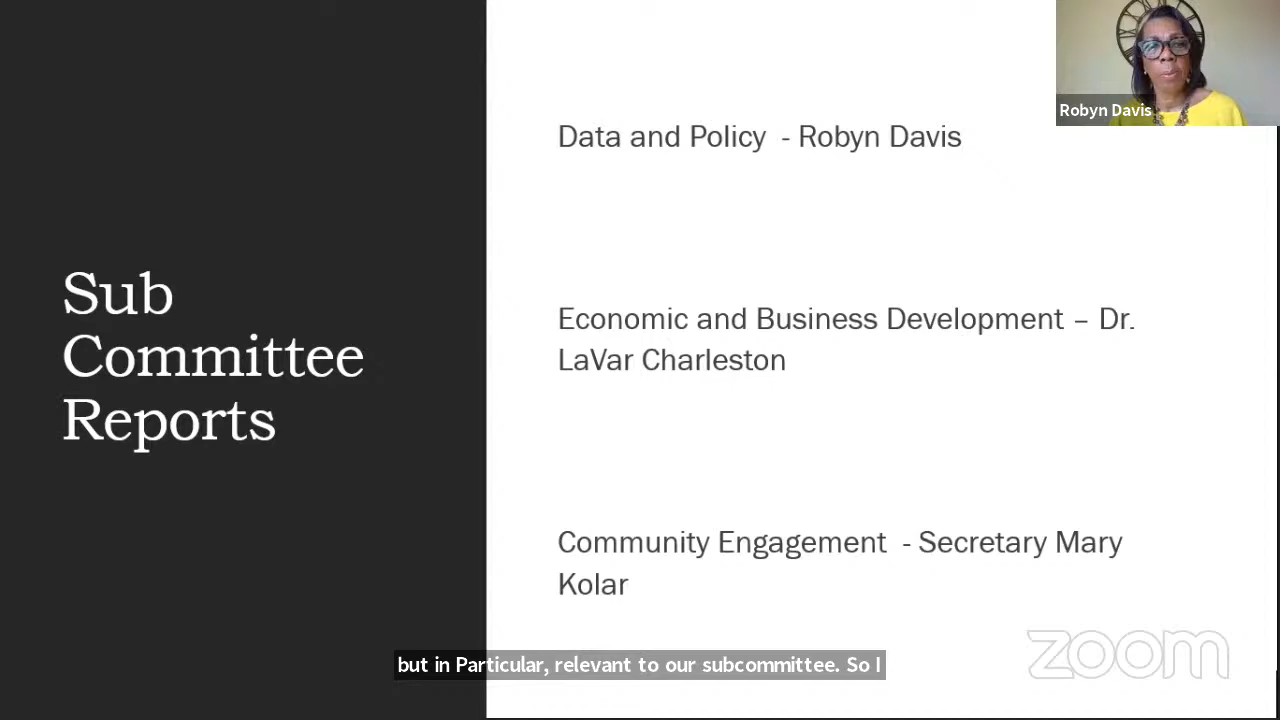 Robyn Davis
Data and Policy - Robyn Davis
Sub
Committee
Reports
Economic and Business Development – Dr.
LaVar Charleston
Community Engagement - Secretary Mary
Kolar
zoom
but in Particular, relevant to our subcommittee. So I